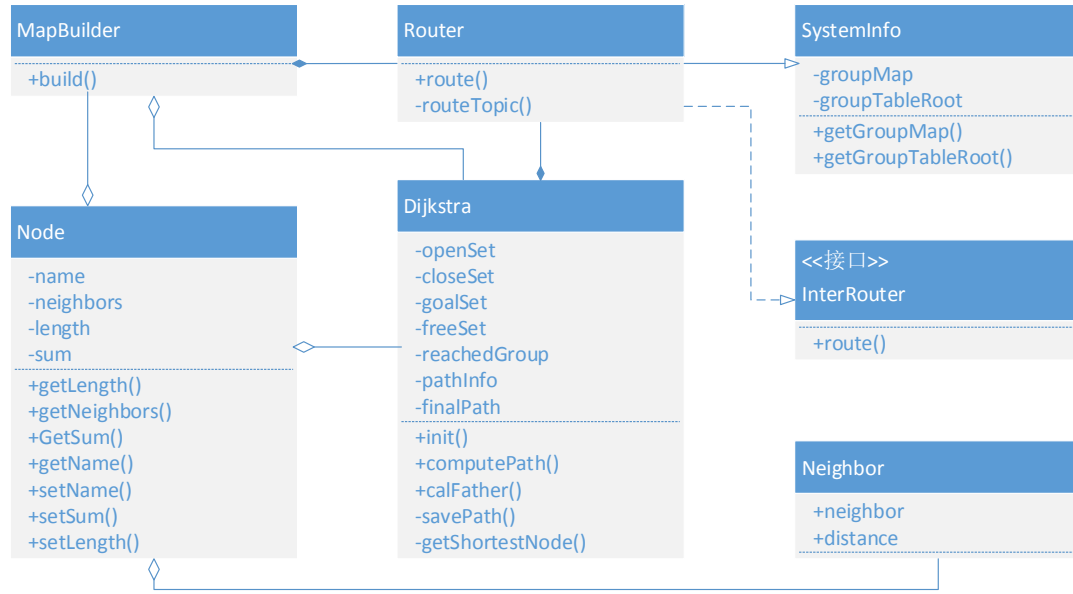 MapBuilder
+build()
Router
+route()
-routeTopic()
SystemInfo
-groupMap
-groupTableRoot
+getGroupMap()
+getGroupTableRoot()
Node
-name
-neighbors
-length
-sum
+getLength()
+getNeighbors()
+GetSum()
+getName()
+setName()
+setSum()
+setLength()
Dijkstra
-openSet
-closeSet
-goalSet
-freeSet
-reachedGroup
-pathInfo
-finalPath
+init()
+computePath()
+calFather()
-savePath()
-getShortestNode()
<<接口>>
InterRouter
+route()
Neighbor
+neighbor
+distance